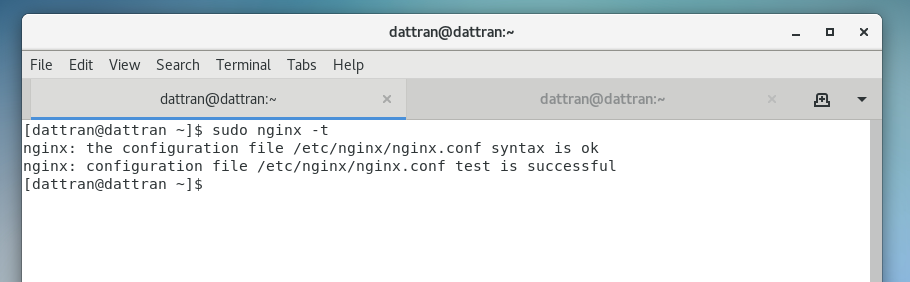 dattran@dattran:~
File Edit View Search Terminal Tabs Help
dattran@dattran:~ dattran@dattran:~
[dattran@dattran ~]$ sudo nginx -t
nginx: the configuration file /etc/nginx/nginx.conf syntax is ok
nginx: configuration file /etc/nginx/nginx.conf test is successful
[dattran@dattran ~]$